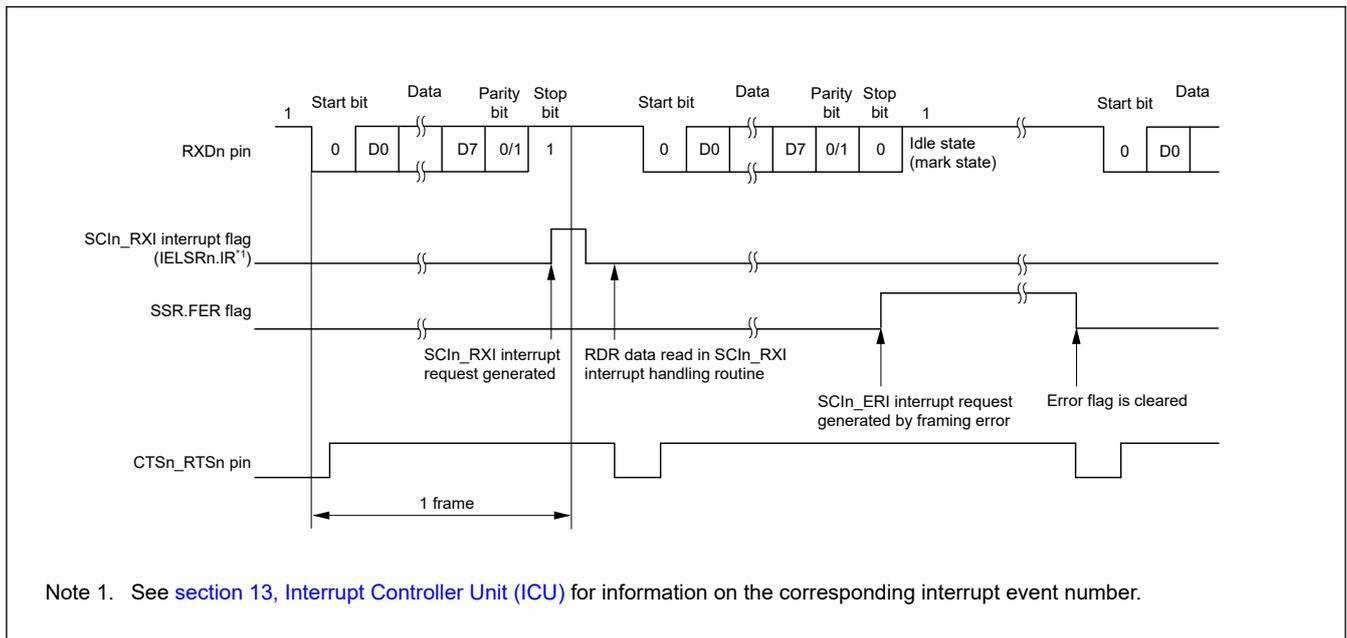 1
Start bit
Data
Parity
bit
Stop
bit
Start bit
Data
Parity
bit
Stop
bit
1
Start bit
Data
RXDn pin
0
D0
D7
0/1
1
0
D0
D7
0/1
0
Idle state
(mark state)
0
D0
SCIn_RXI interrupt flag
(IELSRn.IR*1)
SSR.FER flag
SCIn_RXI interrupt
request generated
RDR data read in SCIn_RXI
interrupt handling routine
SCIn_ERI interrupt request
generated by framing error
Error flag is cleared
CTSn_RTSn pin
1 frame
Note 1. See section 13, Interrupt Controller Unit (ICU) for information on the corresponding interrupt event number.